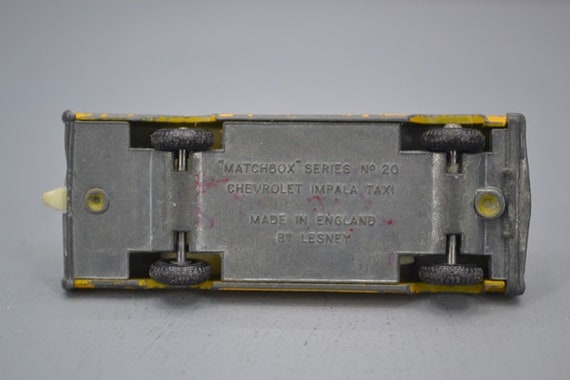 "MATCHBOX" SERIES Nº 20
CHEVROLET IMPALA TAXI
MADE IN ENGLAND
BY LESNEY